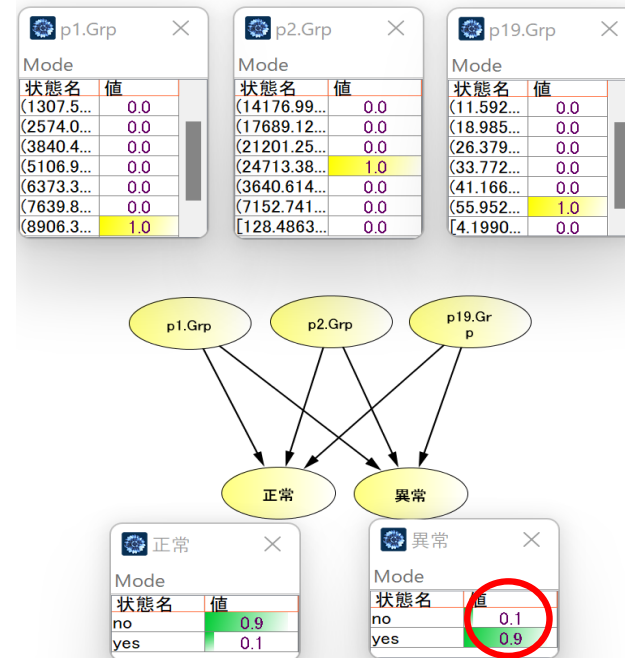 p1.Grp
Mode
状態名 値
(1307.5... 0.0
(2574.0... 0.0
(3840.4... 0.0
(5106.9... 0.0
(6373.3... 0.0
(7639.8... 0.0
(8906.3... 1.0
p2.Grp
Mode
状態名 値
(14176.99... 0.0
(17689.12... 0.0
(21201.25... 0.0
(24713.38... 1.0
(3640.614... 0.0
(7152.741... 0.0
[128.4863... 0.0
p19.Grp
Mode
状態名 値
(11.592... 0.0
(18.985... 0.0
(26.379... 0.0
(33.772... 0.0
(41.166... 0.0
(55.952... 1.0
[4.1990... 0.0
p1.Grp
p2.Grp
p19.Gr
p
正常
異常
正常
Mode
状態名 値
no 0.9
yes 0.1
異常
Mode
状態名 値
no 0.1
yes 0.9